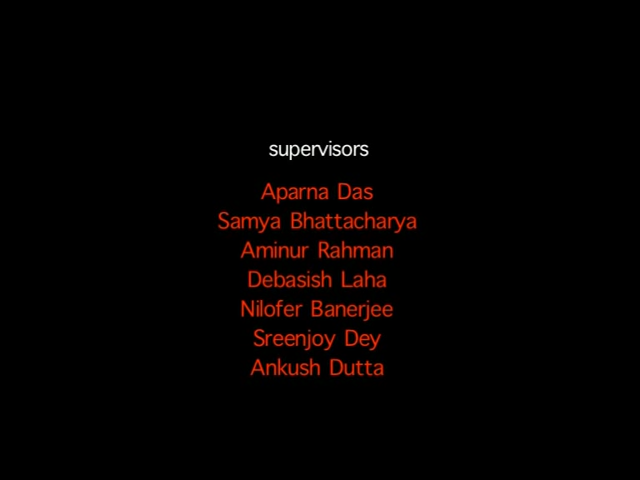 supervisors
Aparna Das
Samya Bhattacharya
Aminur Rahman
Debasish Laha
Nilofer Banerjee
Sreenjoy Dey
Ankush Dutta